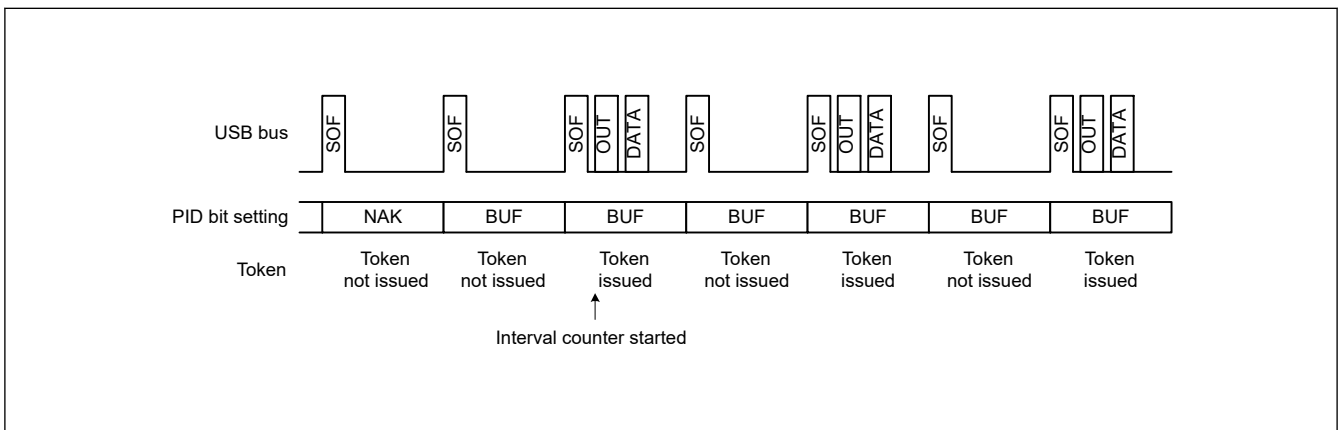 USB bus
SOF SOF SOF OUT DATA SOF SOF OUT DATA SOF SOF OUT DATA
PID bit setting NAK BUF BUF BUF BUF BUF BUF
Token Token not issued Token not issued Token issued Token not issued Token issued Token not issued Token issued
Interval counter started